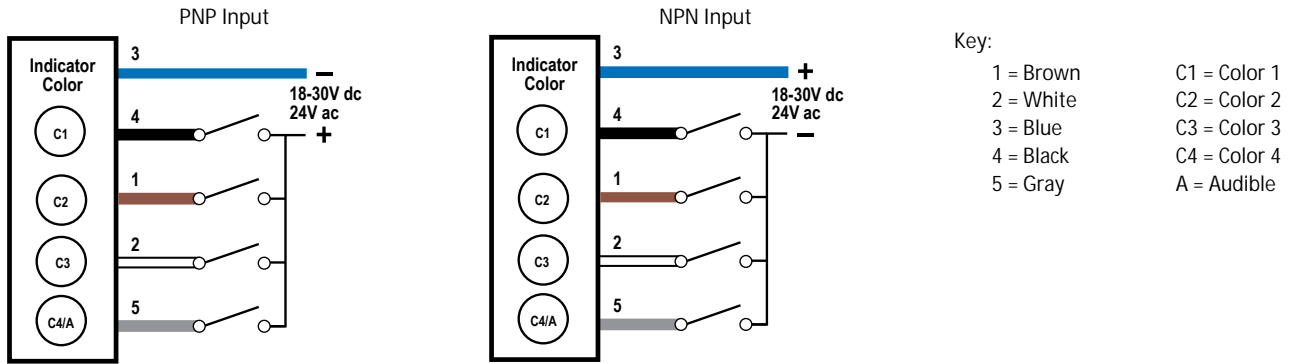 PNP Input
Indicator
Color
3
−
18-30V dc
24V ac
+
C1
4
C2
1
C3
2
C4/A
5
NPN Input
Indicator
Color
3
+
18-30V dc
24V ac
−
C1
4
C2
1
C3
2
C4/A
5
Key:
1 = Brown C1 = Color 1
2 = White C2 = Color 2
3 = Blue C3 = Color 3
4 = Black C4 = Color 4
5 = Gray A = Audible